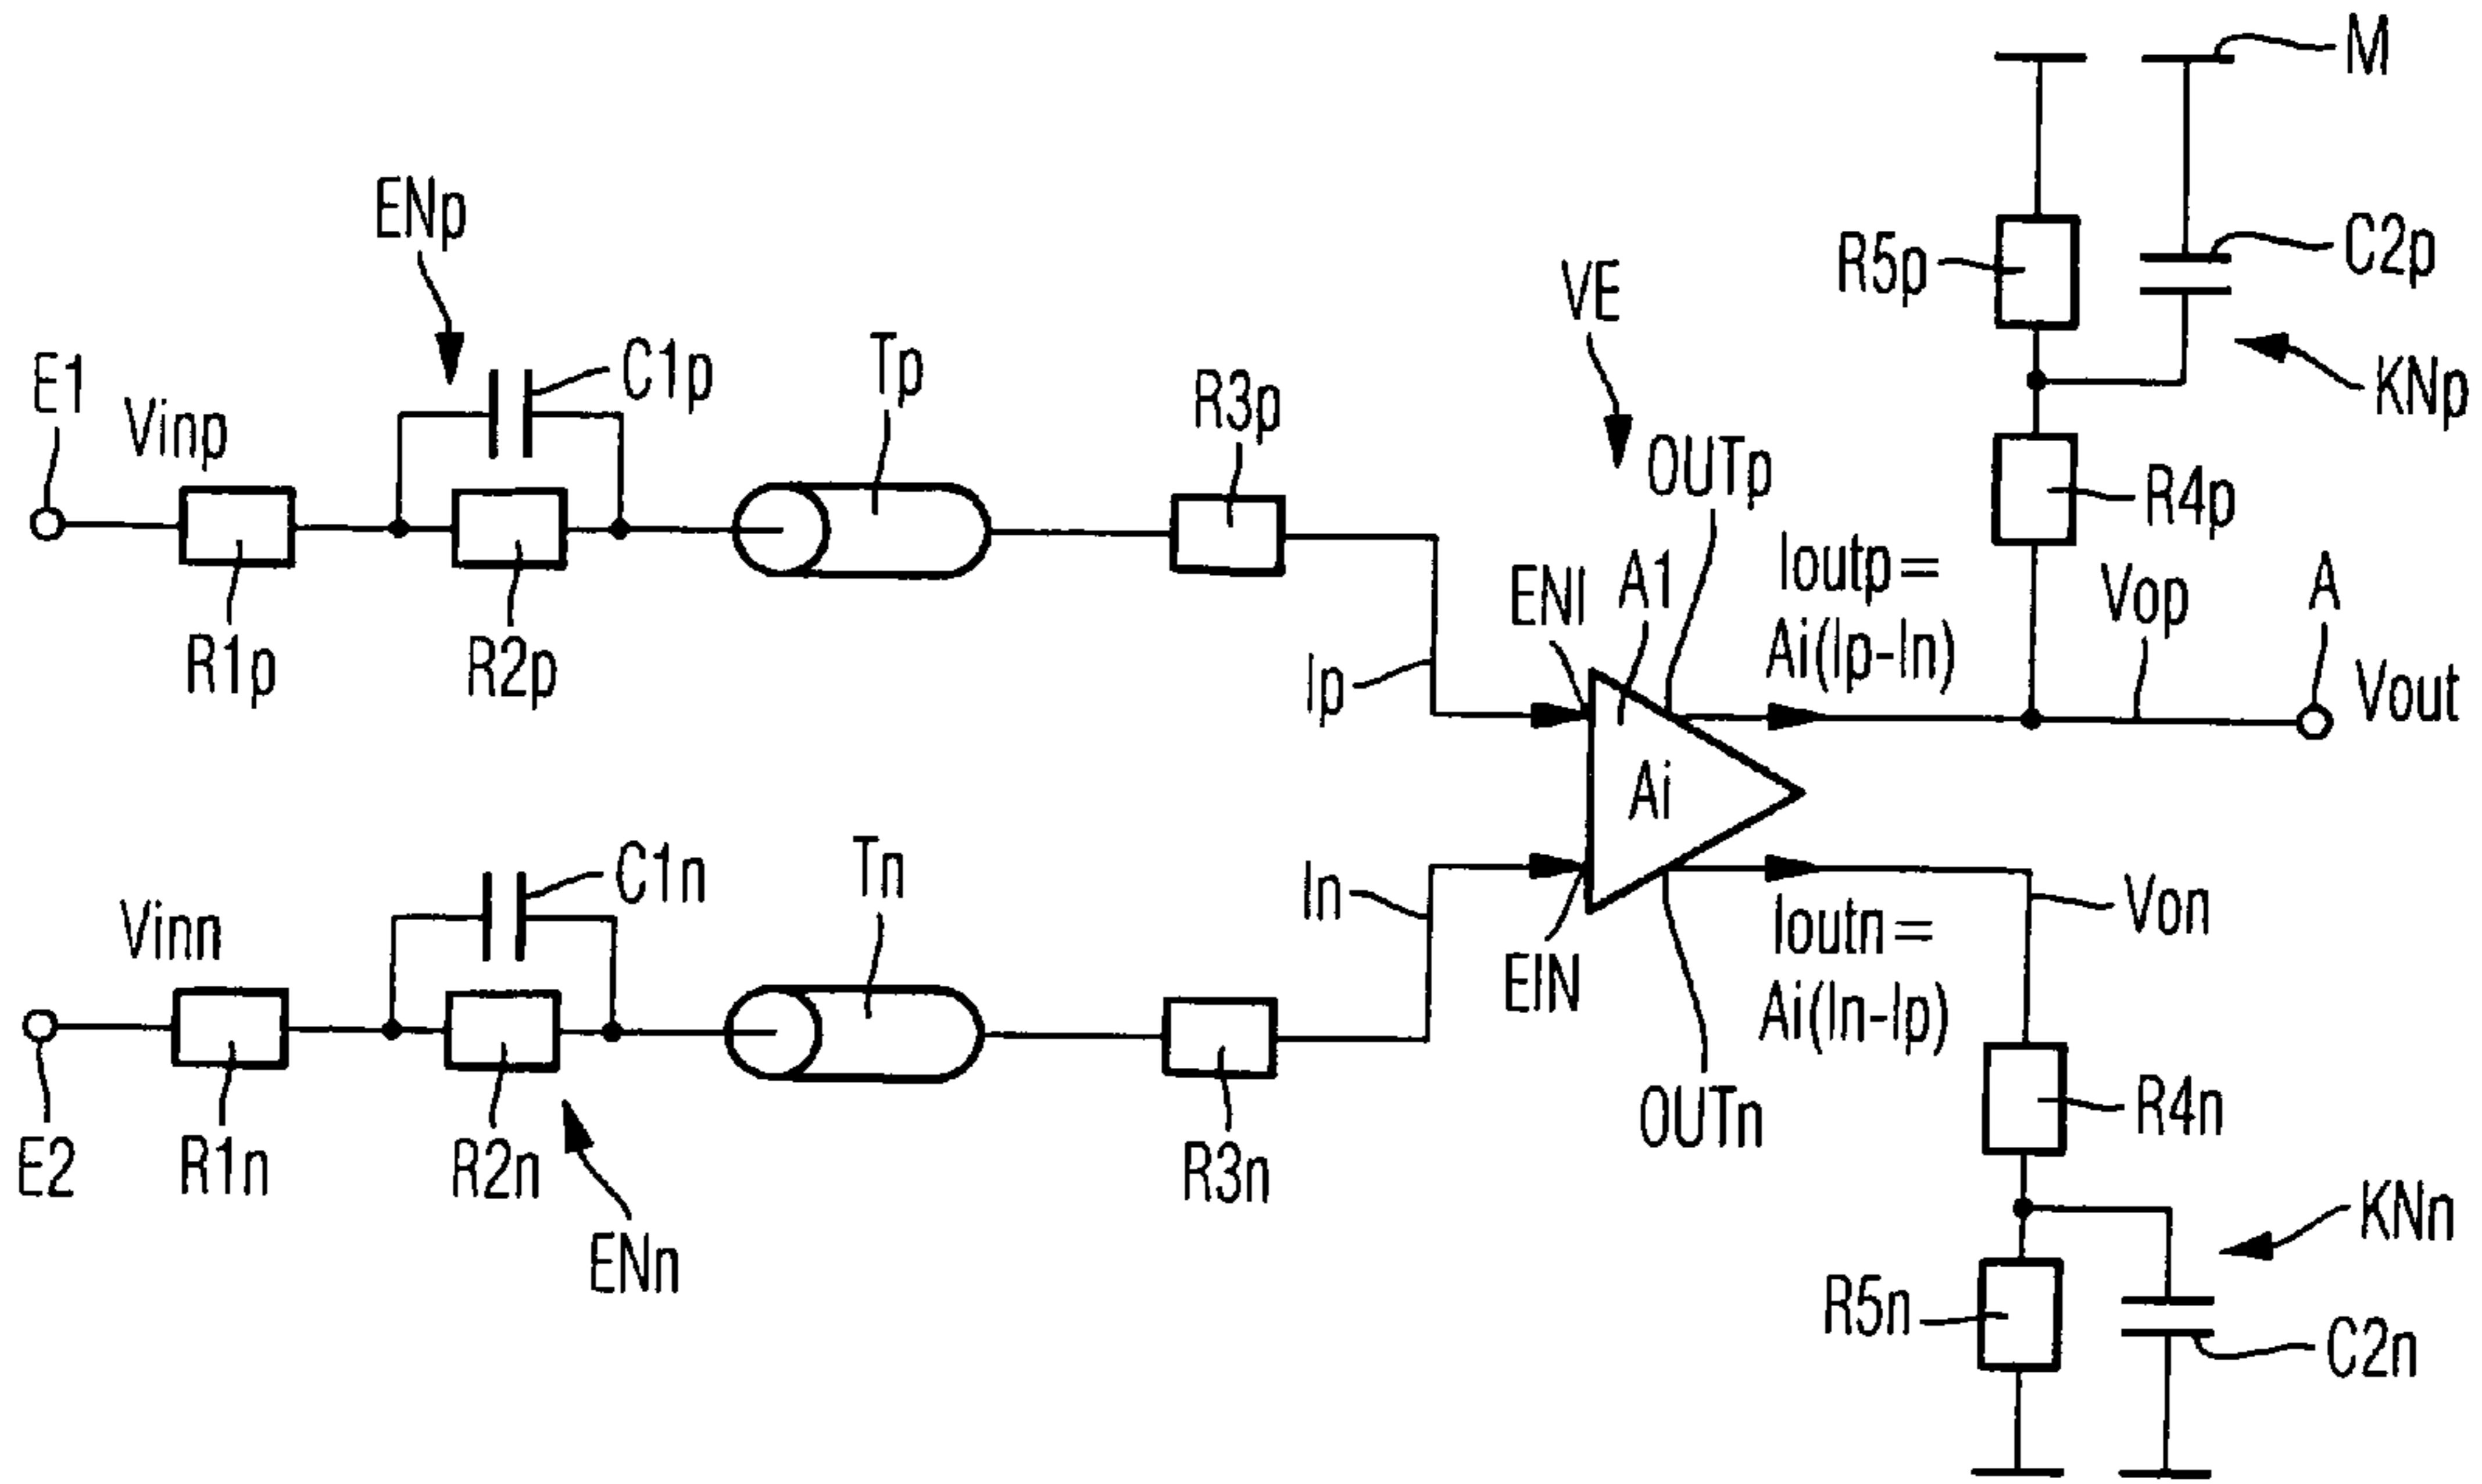 M
ENp
C2p
R5p
VE
E1
Vinp
C1p
Tp
R3p
KNp
OUTp
R4p
ENI
A1
Ioutp=
Ai(Ip-In)
Vop
A
R1p
R2p
Ip
Vout
Ai
Vinn
C1n
Tn
In
EIN
Ioutn=
Ai(In-Ip)
Von
E2
R1n
R2n
R3n
OUTn
R4n
ENn
KNn
R5n
C2n